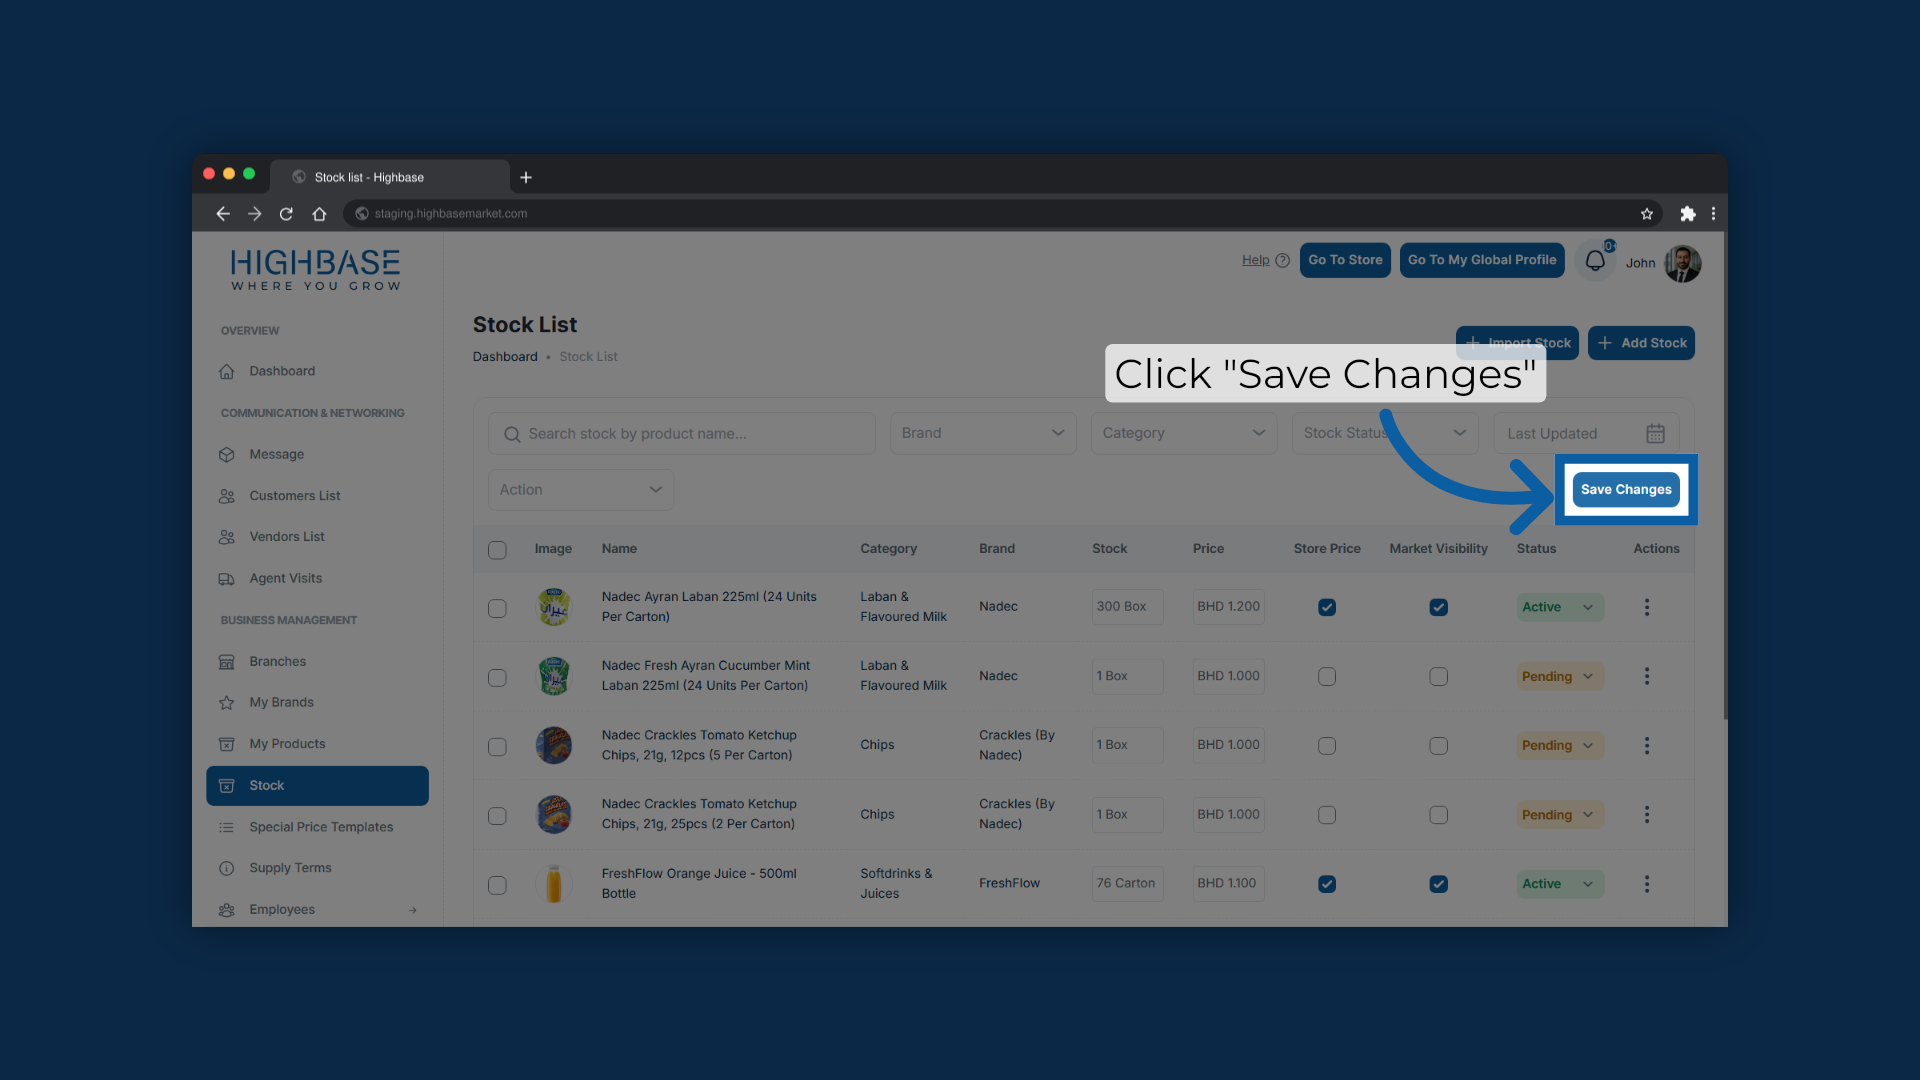 Stock list - Highbase
staging.highbasemarket.com
HIGHBASE
WHERE YOU GROW
Help
Go To Store
Go To My Global Profile
John
OVERVIEW
Dashboard
COMMUNICATION & NETWORKING
Message
Customers List
Vendors List
Agent Visits
BUSINESS MANAGEMENT
Branches
My Brands
My Products
Stock
Special Price Templates
Supply Terms
Employees
Stock List
Dashboard • Stock List
Import Stock
Add Stock
Click "Save Changes"
Search stock by product name...
Brand
Category
Stock Status
Last Updated
Action
Save Changes
Image Name Category Brand Stock Price Store Price Market Visibility Status Actions
Nadec Ayran Laban 225ml (24 Units
Per Carton)
Laban &
Flavoured Milk
Nadec
300 Box
BHD 1.200
Active
Nadec Fresh Ayran Cucumber Mint
Laban 225ml (24 Units Per Carton)
Laban &
Flavoured Milk
Nadec
1 Box
BHD 1.000
Pending
Nadec Crackles Tomato Ketchup
Chips, 21g, 12pcs (5 Per Carton)
Chips
Crackles (By
Nadec)
1 Box
BHD 1.000
Pending
Nadec Crackles Tomato Ketchup
Chips, 21g, 25pcs (2 Per Carton)
Chips
Crackles (By
Nadec)
1 Box
BHD 1.000
Pending
FreshFlow Orange Juice - 500ml
Bottle
Softdrinks &
Juices
FreshFlow
76 Carton
BHD 1.100
Active